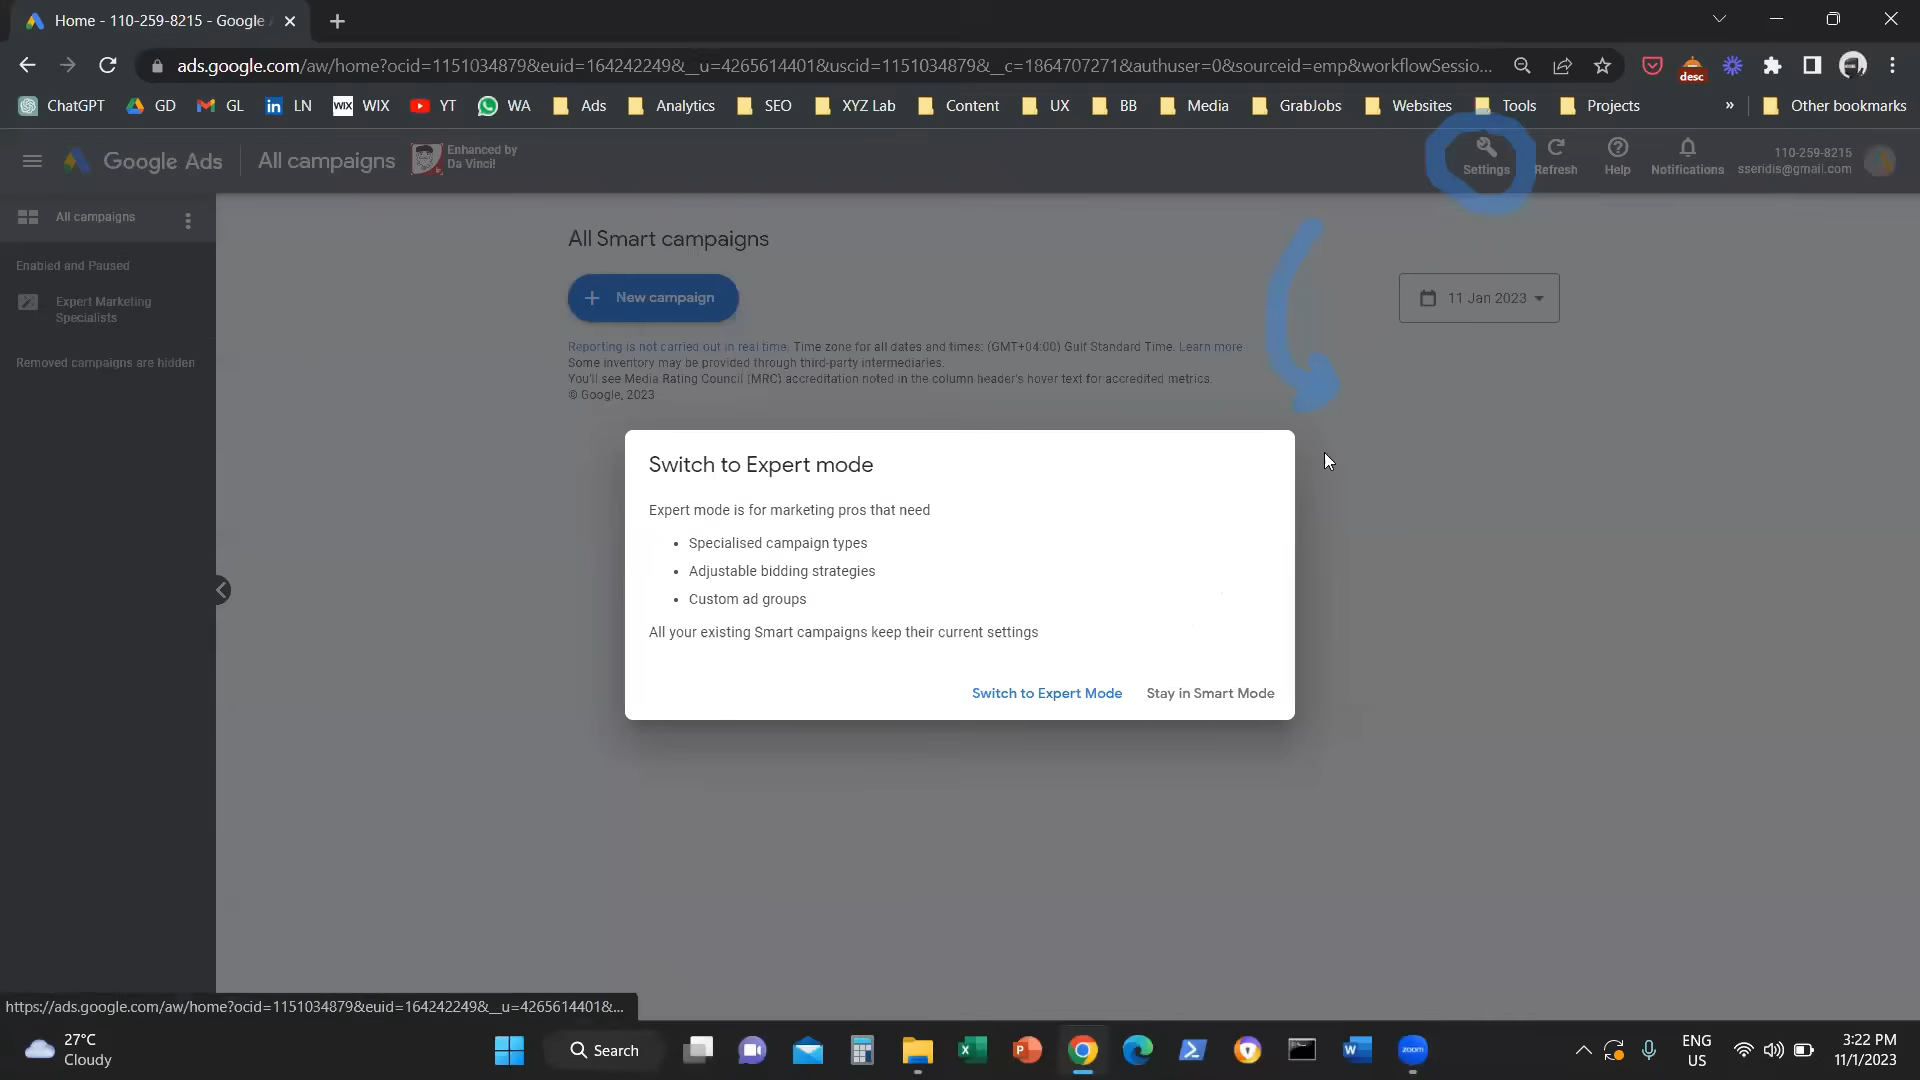 Home - 110-259-8215 - Google
ads.google.com/aw/home?ocid=1151034879&euid=164242249&__u=4265614401&uscid=1151034879&__c=1864707271&authuser=0&sourceid=emp&workflowSessio...
desc
ChatGPT GD GL LN WIX WIX YT WA Ads Analytics SEO XYZ Lab Content UX BB Media GrabJobs Websites Tools Projects » Other bookmarks
Google Ads All campaigns
Enhanced by
Da Vinci!
Settings Refresh Help Notifications
110-259-8215
sseridis@gmail.com
All campaigns
Enabled and Paused
Expert Marketing
Specialists
Removed campaigns are hidden
All Smart campaigns
New campaign
11 Jan 2023
Reporting is not carried out in real time. Time zone for all dates and times: (GMT+04:00) Gulf Standard Time. Learn more
Some inventory may be provided through third-party intermediaries.
You'll see Media Rating Council (MRC) accreditation noted in the column header's hover text for accredited metrics.
© Google, 2023
Switch to Expert mode
Expert mode is for marketing pros that need
• Specialised campaign types
• Adjustable bidding strategies
• Custom ad groups
All your existing Smart campaigns keep their current settings
Switch to Expert Mode Stay in Smart Mode
https://ads.google.com/aw/home?ocid=1151034879&euid=164242249&__u=4265614401&...
27°C
Cloudy
Search
zoom
ENG
US
3:22 PM
11/1/2023